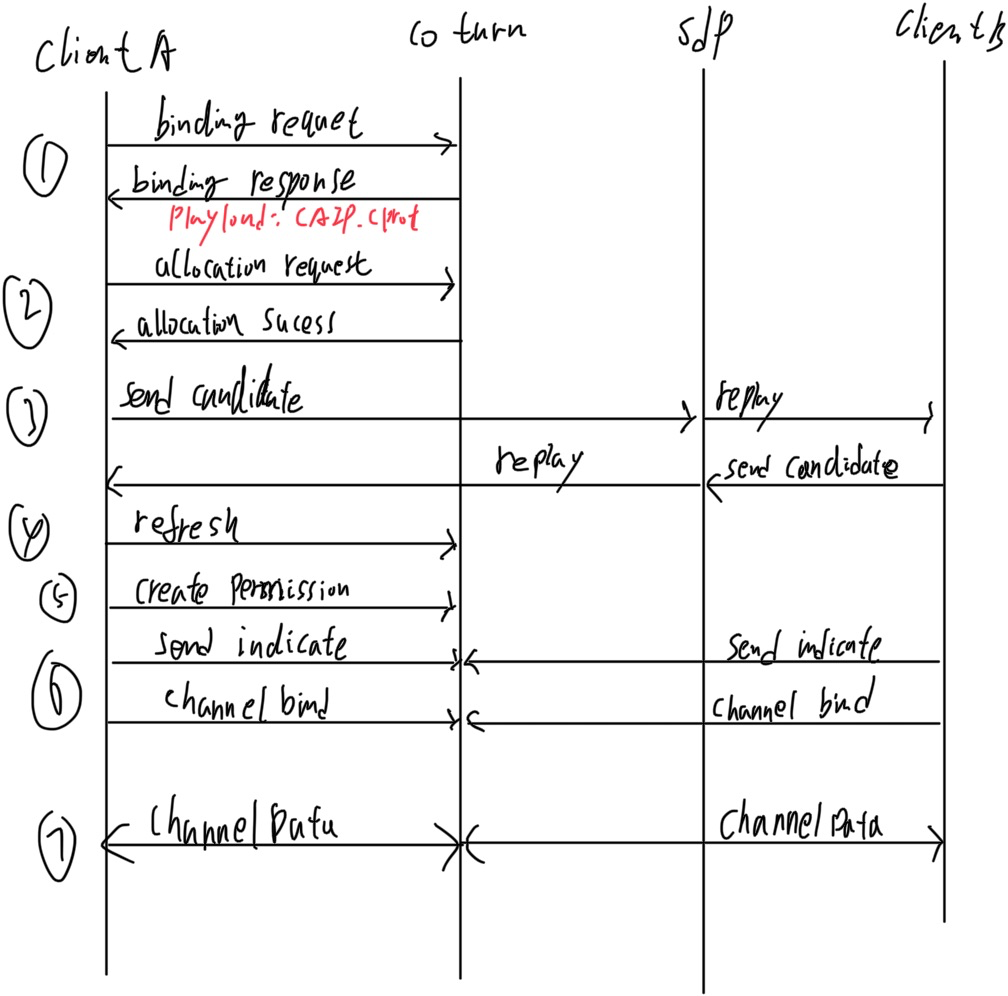 Client A
co turn
sdp
Client B
binding requet
①
binding response
Playload: CAIP.CProt
allocation request
②
allocation sucess
③
send candidate
replay
replay
send candidate
④
refresh
⑤
create permission
send indicate
send indicate
⑥
channel bind
channel bind
⑦
Channel Data
Channel Data